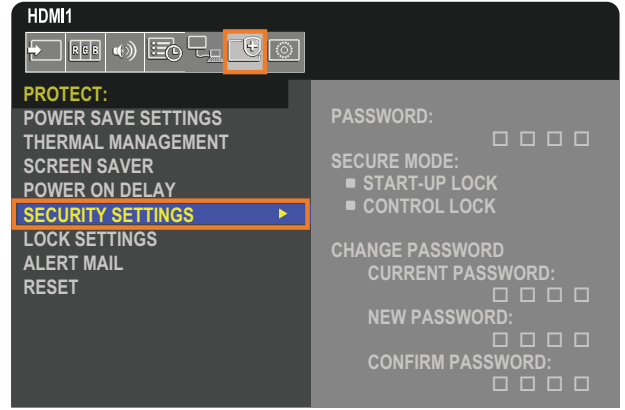 HDMI1
RGB
PROTECT:
POWER SAVE SETTINGS
THERMAL MANAGEMENT
SCREEN SAVER
POWER ON DELAY
SECURITY SETTINGS
LOCK SETTINGS
ALERT MAIL
RESET
PASSWORD:
SECURE MODE:
START-UP LOCK
CONTROL LOCK
CHANGE PASSWORD
CURRENT PASSWORD:
NEW PASSWORD:
CONFIRM PASSWORD: